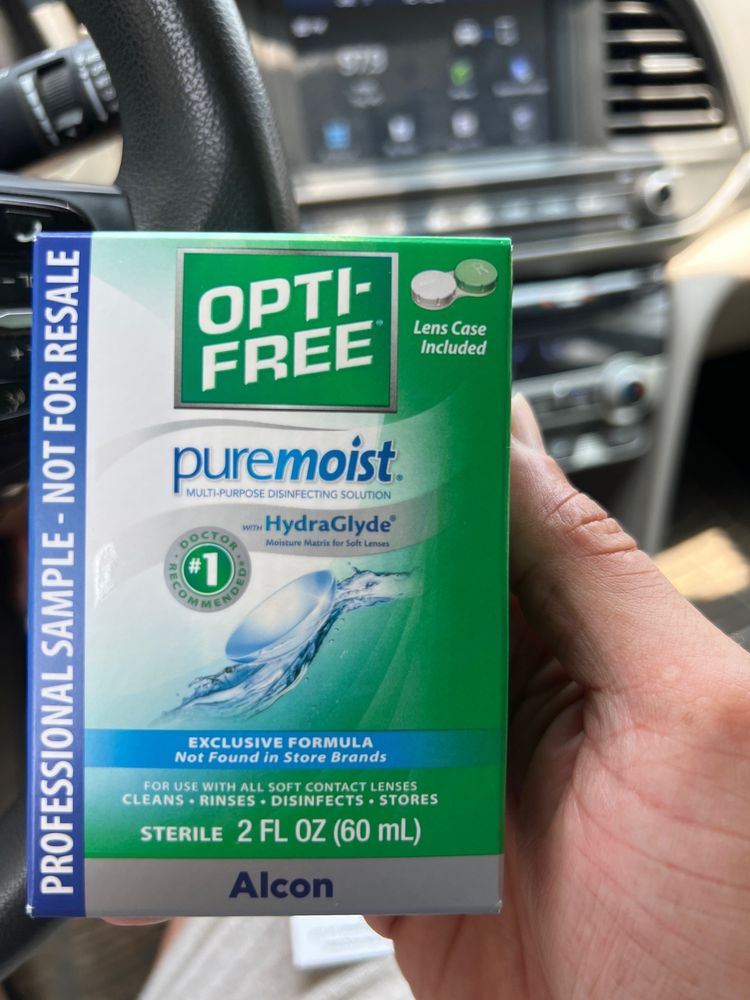 PROFESSIONAL SAMPLE - NOT FOR RESALE
OPTI-
FREE®
Lens Case
Included
puremoist®
MULTI-PURPOSE DISINFECTING SOLUTION
WITH HydraGlyde®
Moisture Matrix for Soft Lenses
DOCTOR
#1
RECOMMENDED
EXCLUSIVE FORMULA
Not Found in Store Brands
FOR USE WITH ALL SOFT CONTACT LENSES
CLEANS • RINSES • DISINFECTS • STORES
STERILE 2 FL OZ (60 mL)
Alcon